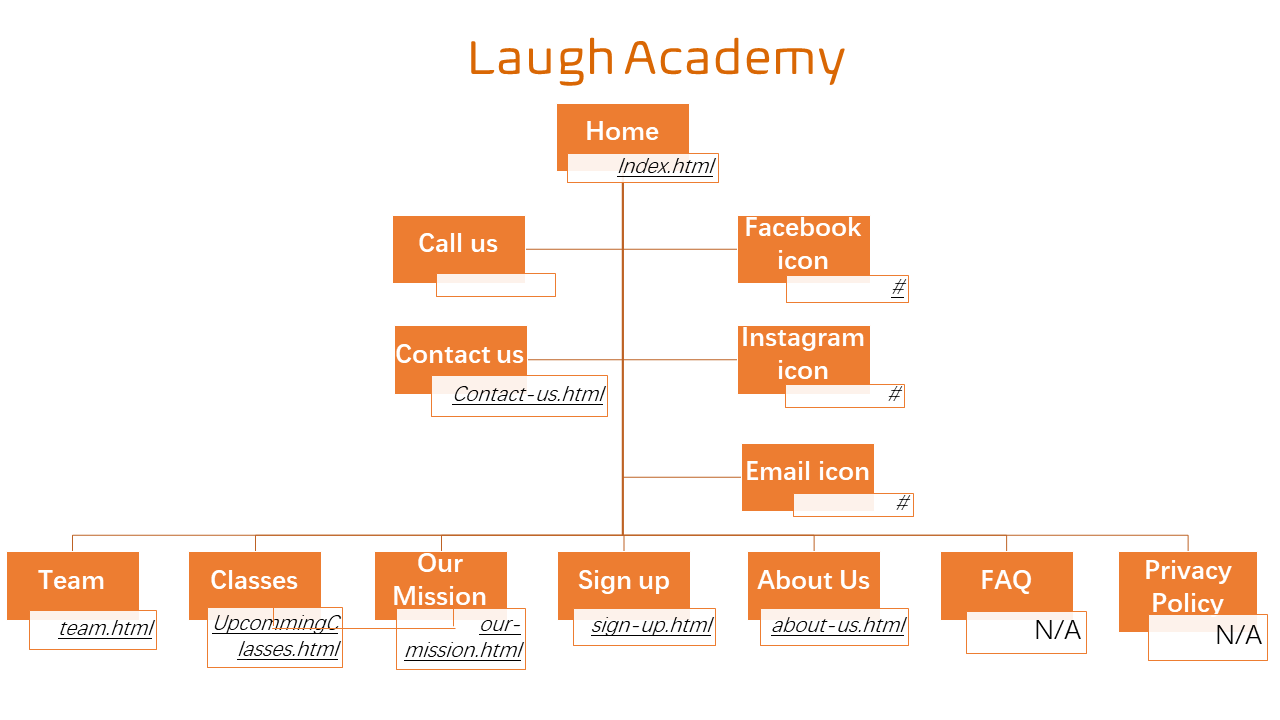 Laugh Academy
Home
Index.html
Call us
Facebook
icon
#
Contact us
Contact-us.html
Instagram
icon
#
Email icon
#
Team
team.html
Classes
UpcommingC
lasses.html
Our
Mission
our-
mission.html
Sign up
sign-up.html
About Us
about-us.html
FAQ
N/A
Privacy
Policy
N/A